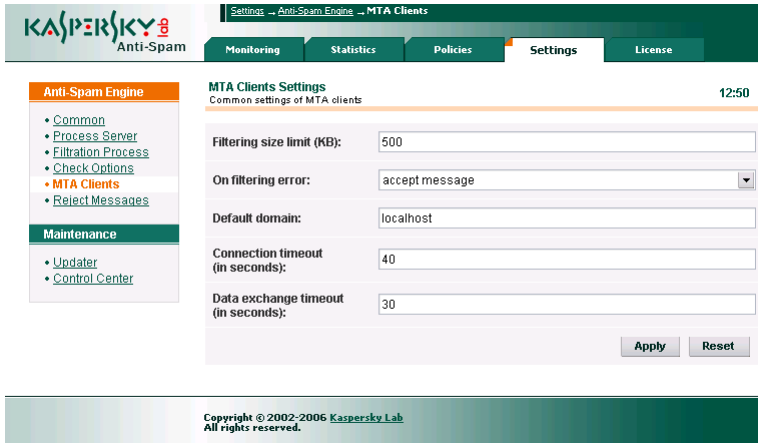 Settings → Anti-Spam Engine → MTA Clients
KASPERSKY lab
Anti-Spam
Monitoring Statistics Policies Settings License
Anti-Spam Engine
• Common
• Process Server
• Filtration Process
• Check Options
• MTA Clients
• Reject Messages
Maintenance
• Updater
• Control Center
MTA Clients Settings
Common settings of MTA clients
12:50
Filtering size limit (KB): 500
On filtering error: accept message
Default domain: localhost
Connection timeout
(in seconds): 40
Data exchange timeout
(in seconds): 30
Apply Reset
Copyright © 2002-2006 Kaspersky Lab
All rights reserved.